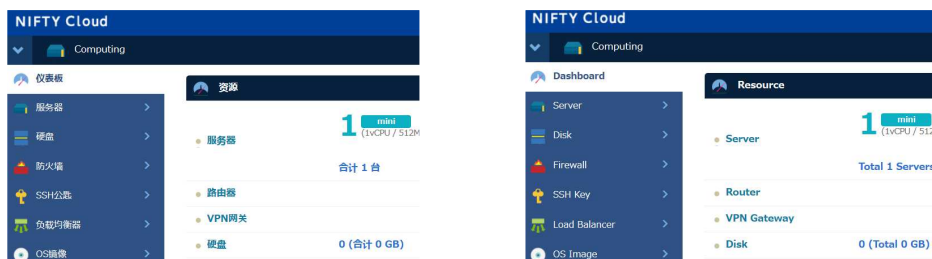 NIFTY Cloud
Computing
仪表板
服务器
硬盘
防火墙
SSH公匙
负载均衡器
OS镜像
资源
服务器
1 mini
(1vCPU / 512M
合计 1 台
路由器
VPN网关
硬盘 0 (合计 0 GB)
NIFTY Cloud
Computing
Dashboard
Server
Disk
Firewall
SSH Key
Load Balancer
OS Image
Resource
Server
1 mini
(1vCPU / 512
Total 1 Servers
Router
VPN Gateway
Disk 0 (Total 0 GB)